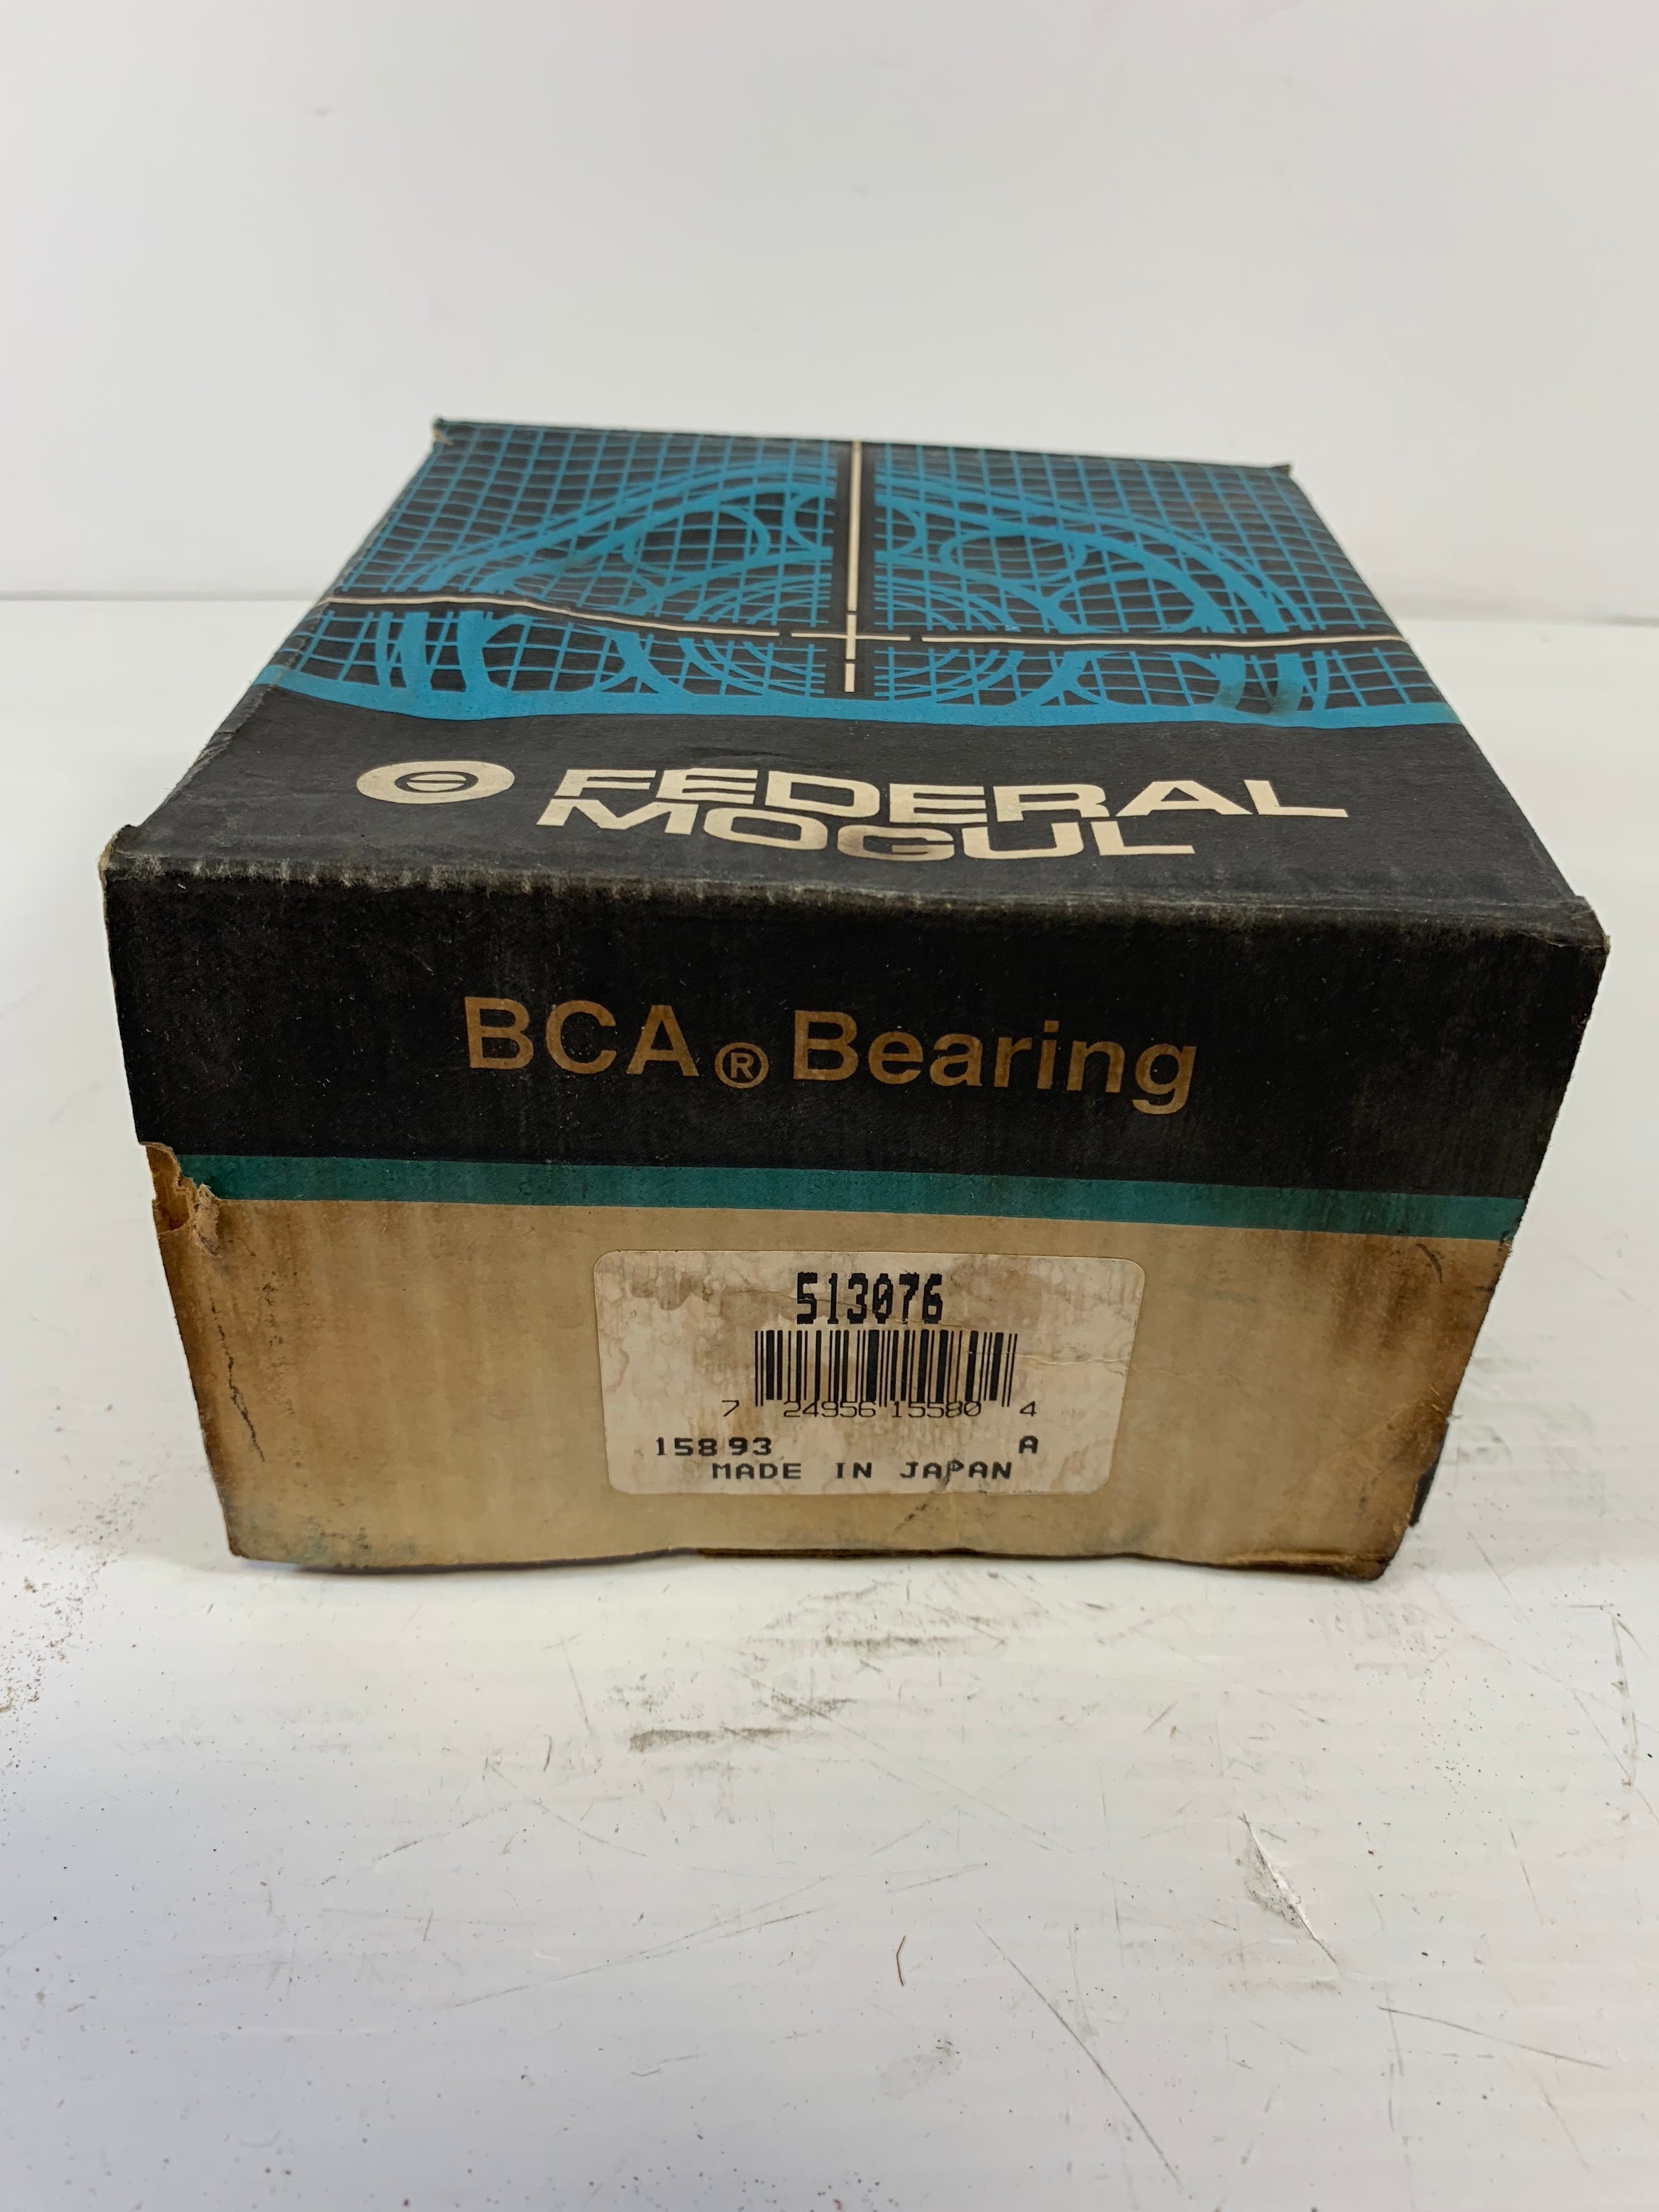 FEDERAL
MOGUL
BCA® Bearing
513076
7 24956 15580 4
15893 A
MADE IN JAPAN